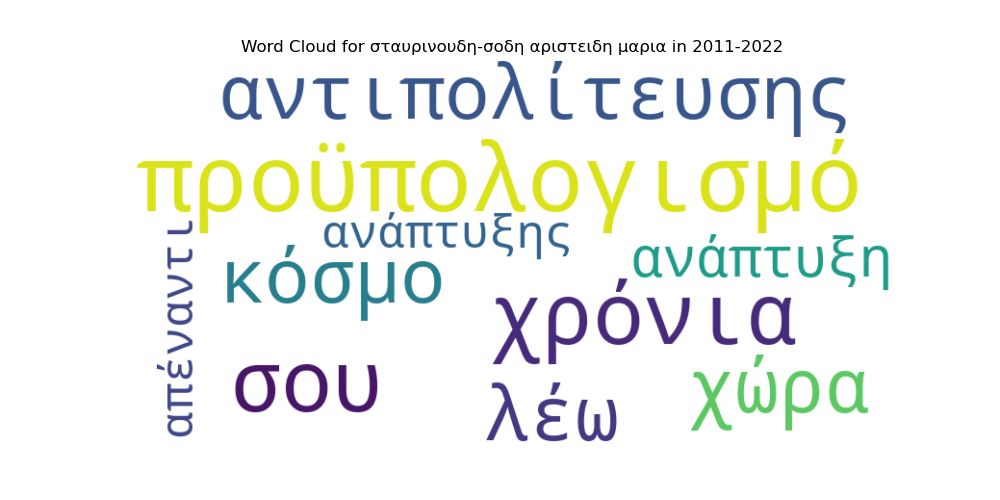 Word Cloud for σταυρινουδη-σοδη αριστειδη μαρια in 2011-2022
αντιπολίτευσης
προϋπολογισμό
ανάπτυξης
ανάπτυξη
απέναντι
κόσμο
χρόνια
σου
λέω
χώρα